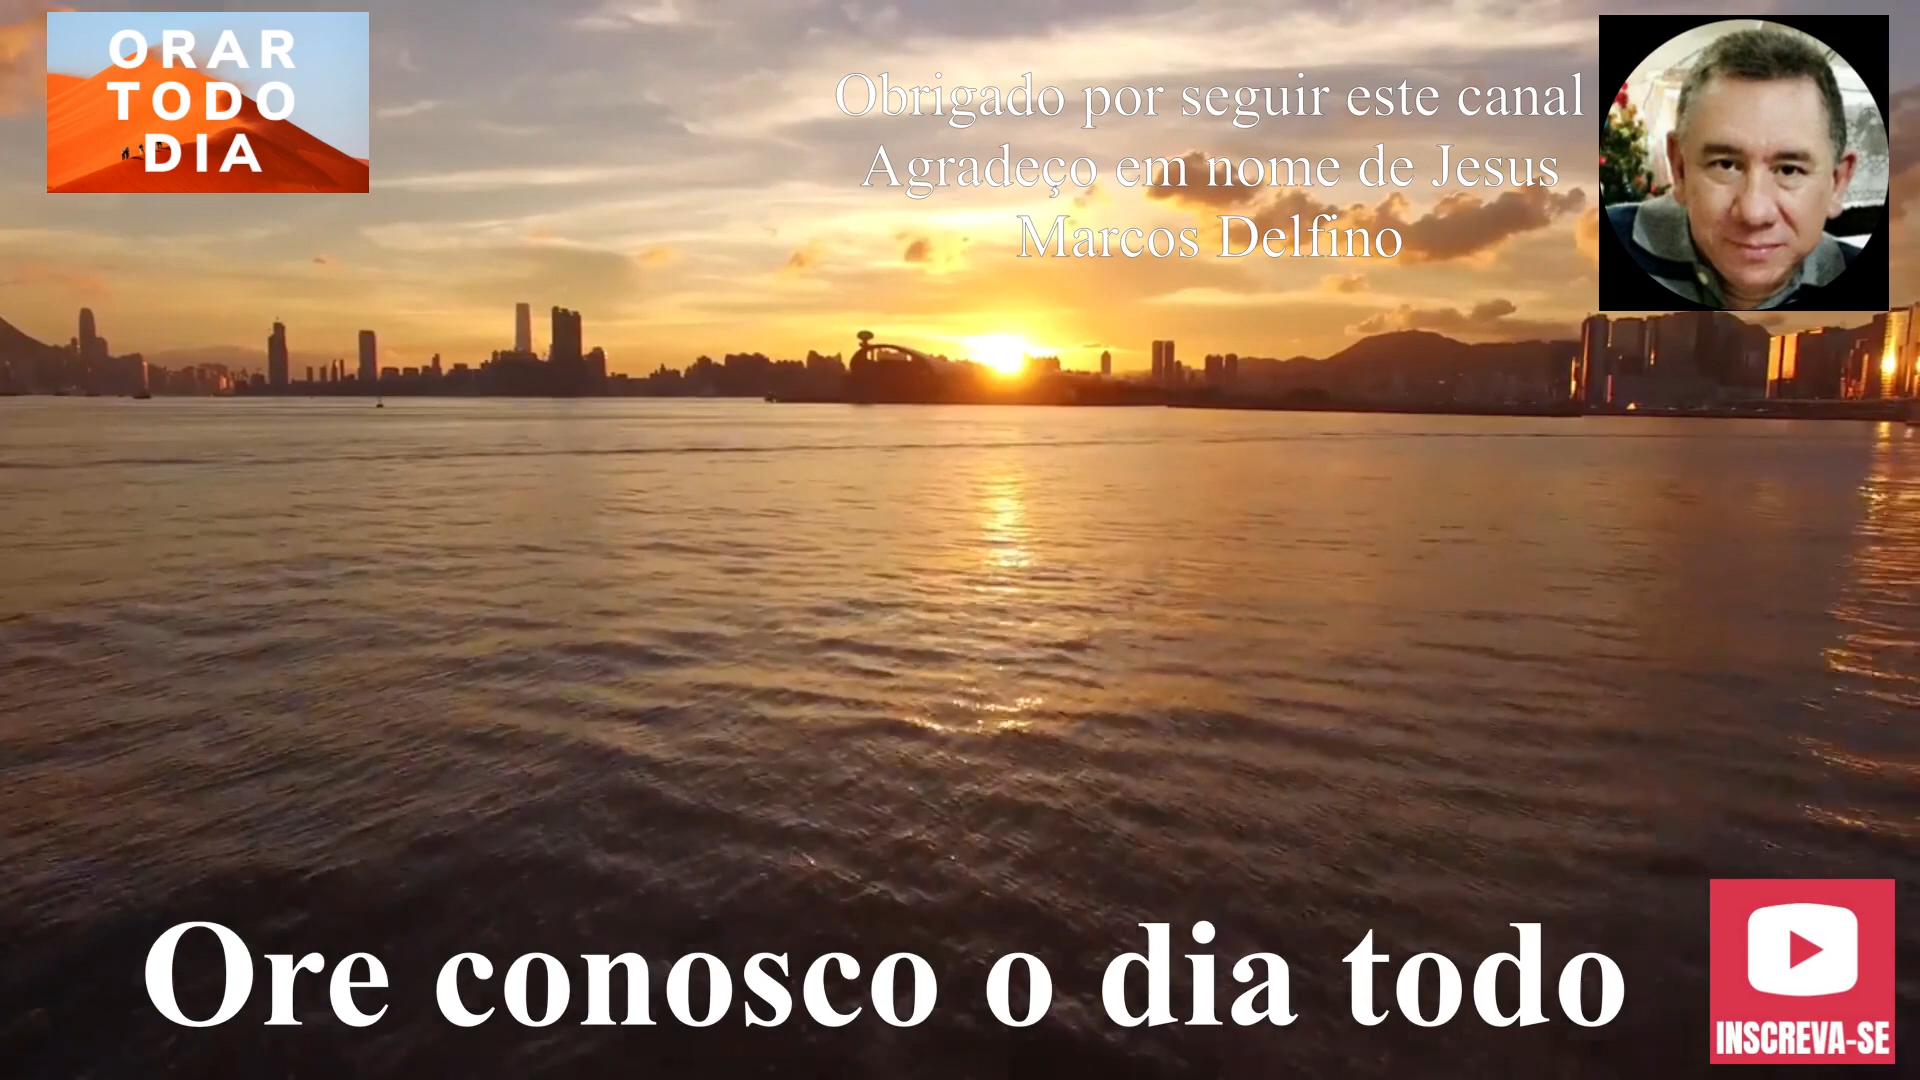 ORAR
TODO
DIA
Obrigado por seguir este canal
Agradeço em nome de Jesus
Marcos Delfino
Ore conosco o dia todo
INSCREVA-SE